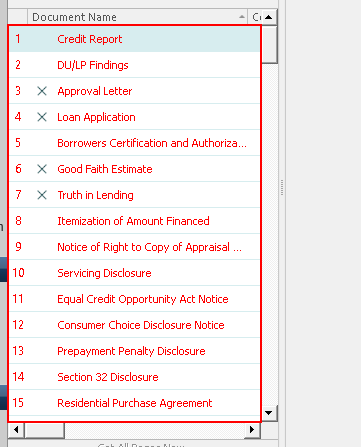 Document Name
1 Credit Report
2 DU/LP Findings
3 Approval Letter
4 Loan Application
5 Borrowers Certification and Authoriza...
6 Good Faith Estimate
7 Truth in Lending
8 Itemization of Amount Financed
9 Notice of Right to Copy of Appraisal ...
10 Servicing Disclosure
11 Equal Credit Opportunity Act Notice
12 Consumer Choice Disclosure Notice
13 Prepayment Penalty Disclosure
14 Section 32 Disclosure
15 Residential Purchase Agreement